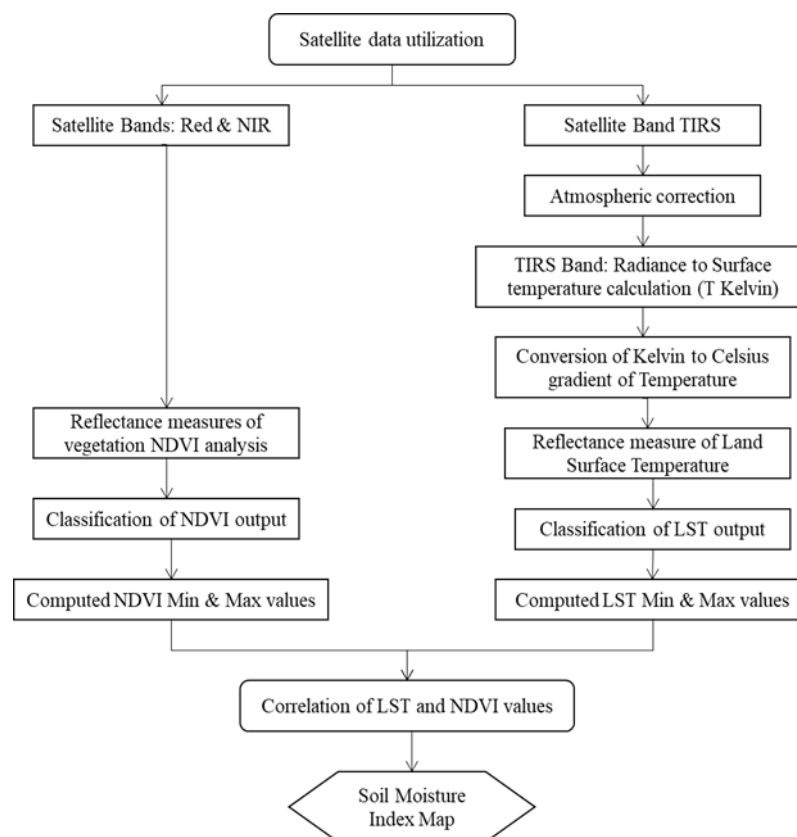 Satellite data utilization
Satellite Bands: Red & NIR
Satellite Band TIRS
Atmospheric correction
TIRS Band: Radiance to Surface
temperature calculation (T Kelvin)
Conversion of Kelvin to Celsius
gradient of Temperature
Reflectance measures of
vegetation NDVI analysis
Reflectance measure of Land
Surface Temperature
Classification of NDVI output
Classification of LST output
Computed NDVI Min & Max values
Computed LST Min & Max values
Correlation of LST and NDVI values
Soil Moisture
Index Map